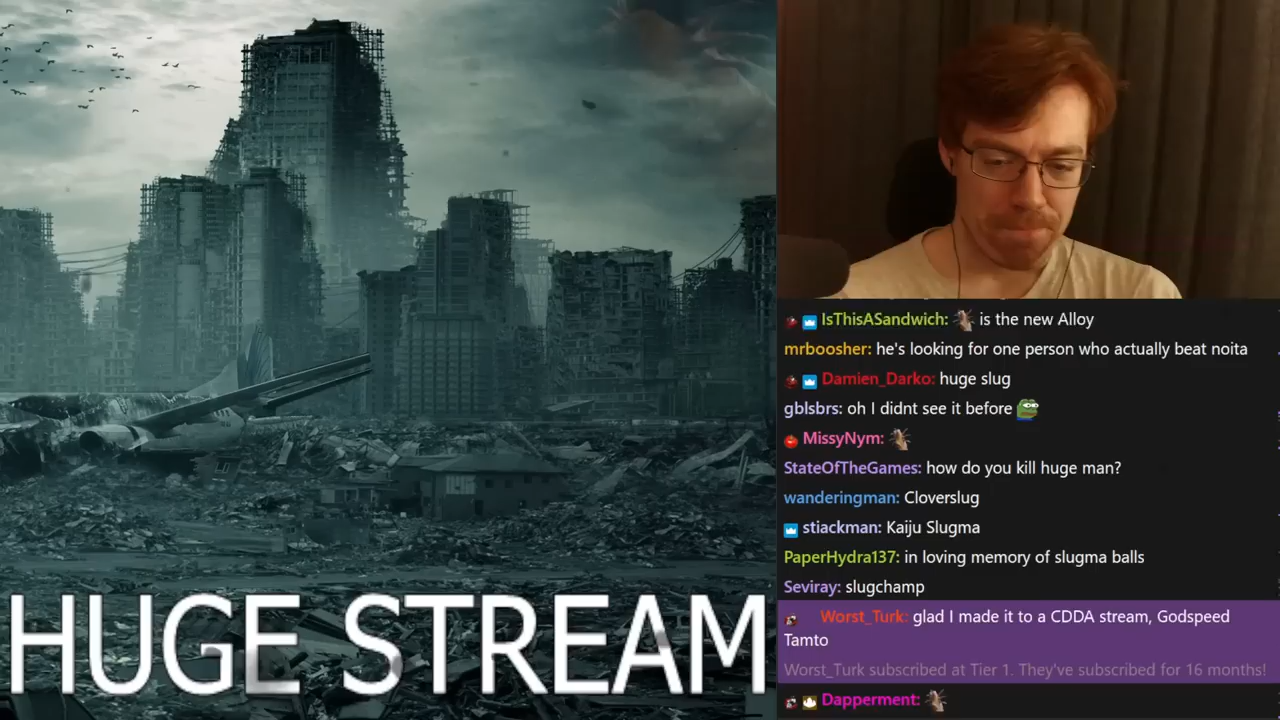 IsThisASandwich: is the new Alloy
mrboosher: he's looking for one person who actually beat noita
Damien_Darko: huge slug
gblsbrs: oh I didnt see it before
MissyNym:
StateOfTheGames: how do you kill huge man?
wanderingman: Cloverslug
stiackman: Kaiju Slugma
PaperHydra137: in loving memory of slugma balls
Seviray: slugchamp
Worst_Turk: glad I made it to a CDDA stream, Godspeed
Tamto
Worst_Turk subscribed at Tier 1. They've subscribed for 16 months!
Dapperment:
HUGE STREAM